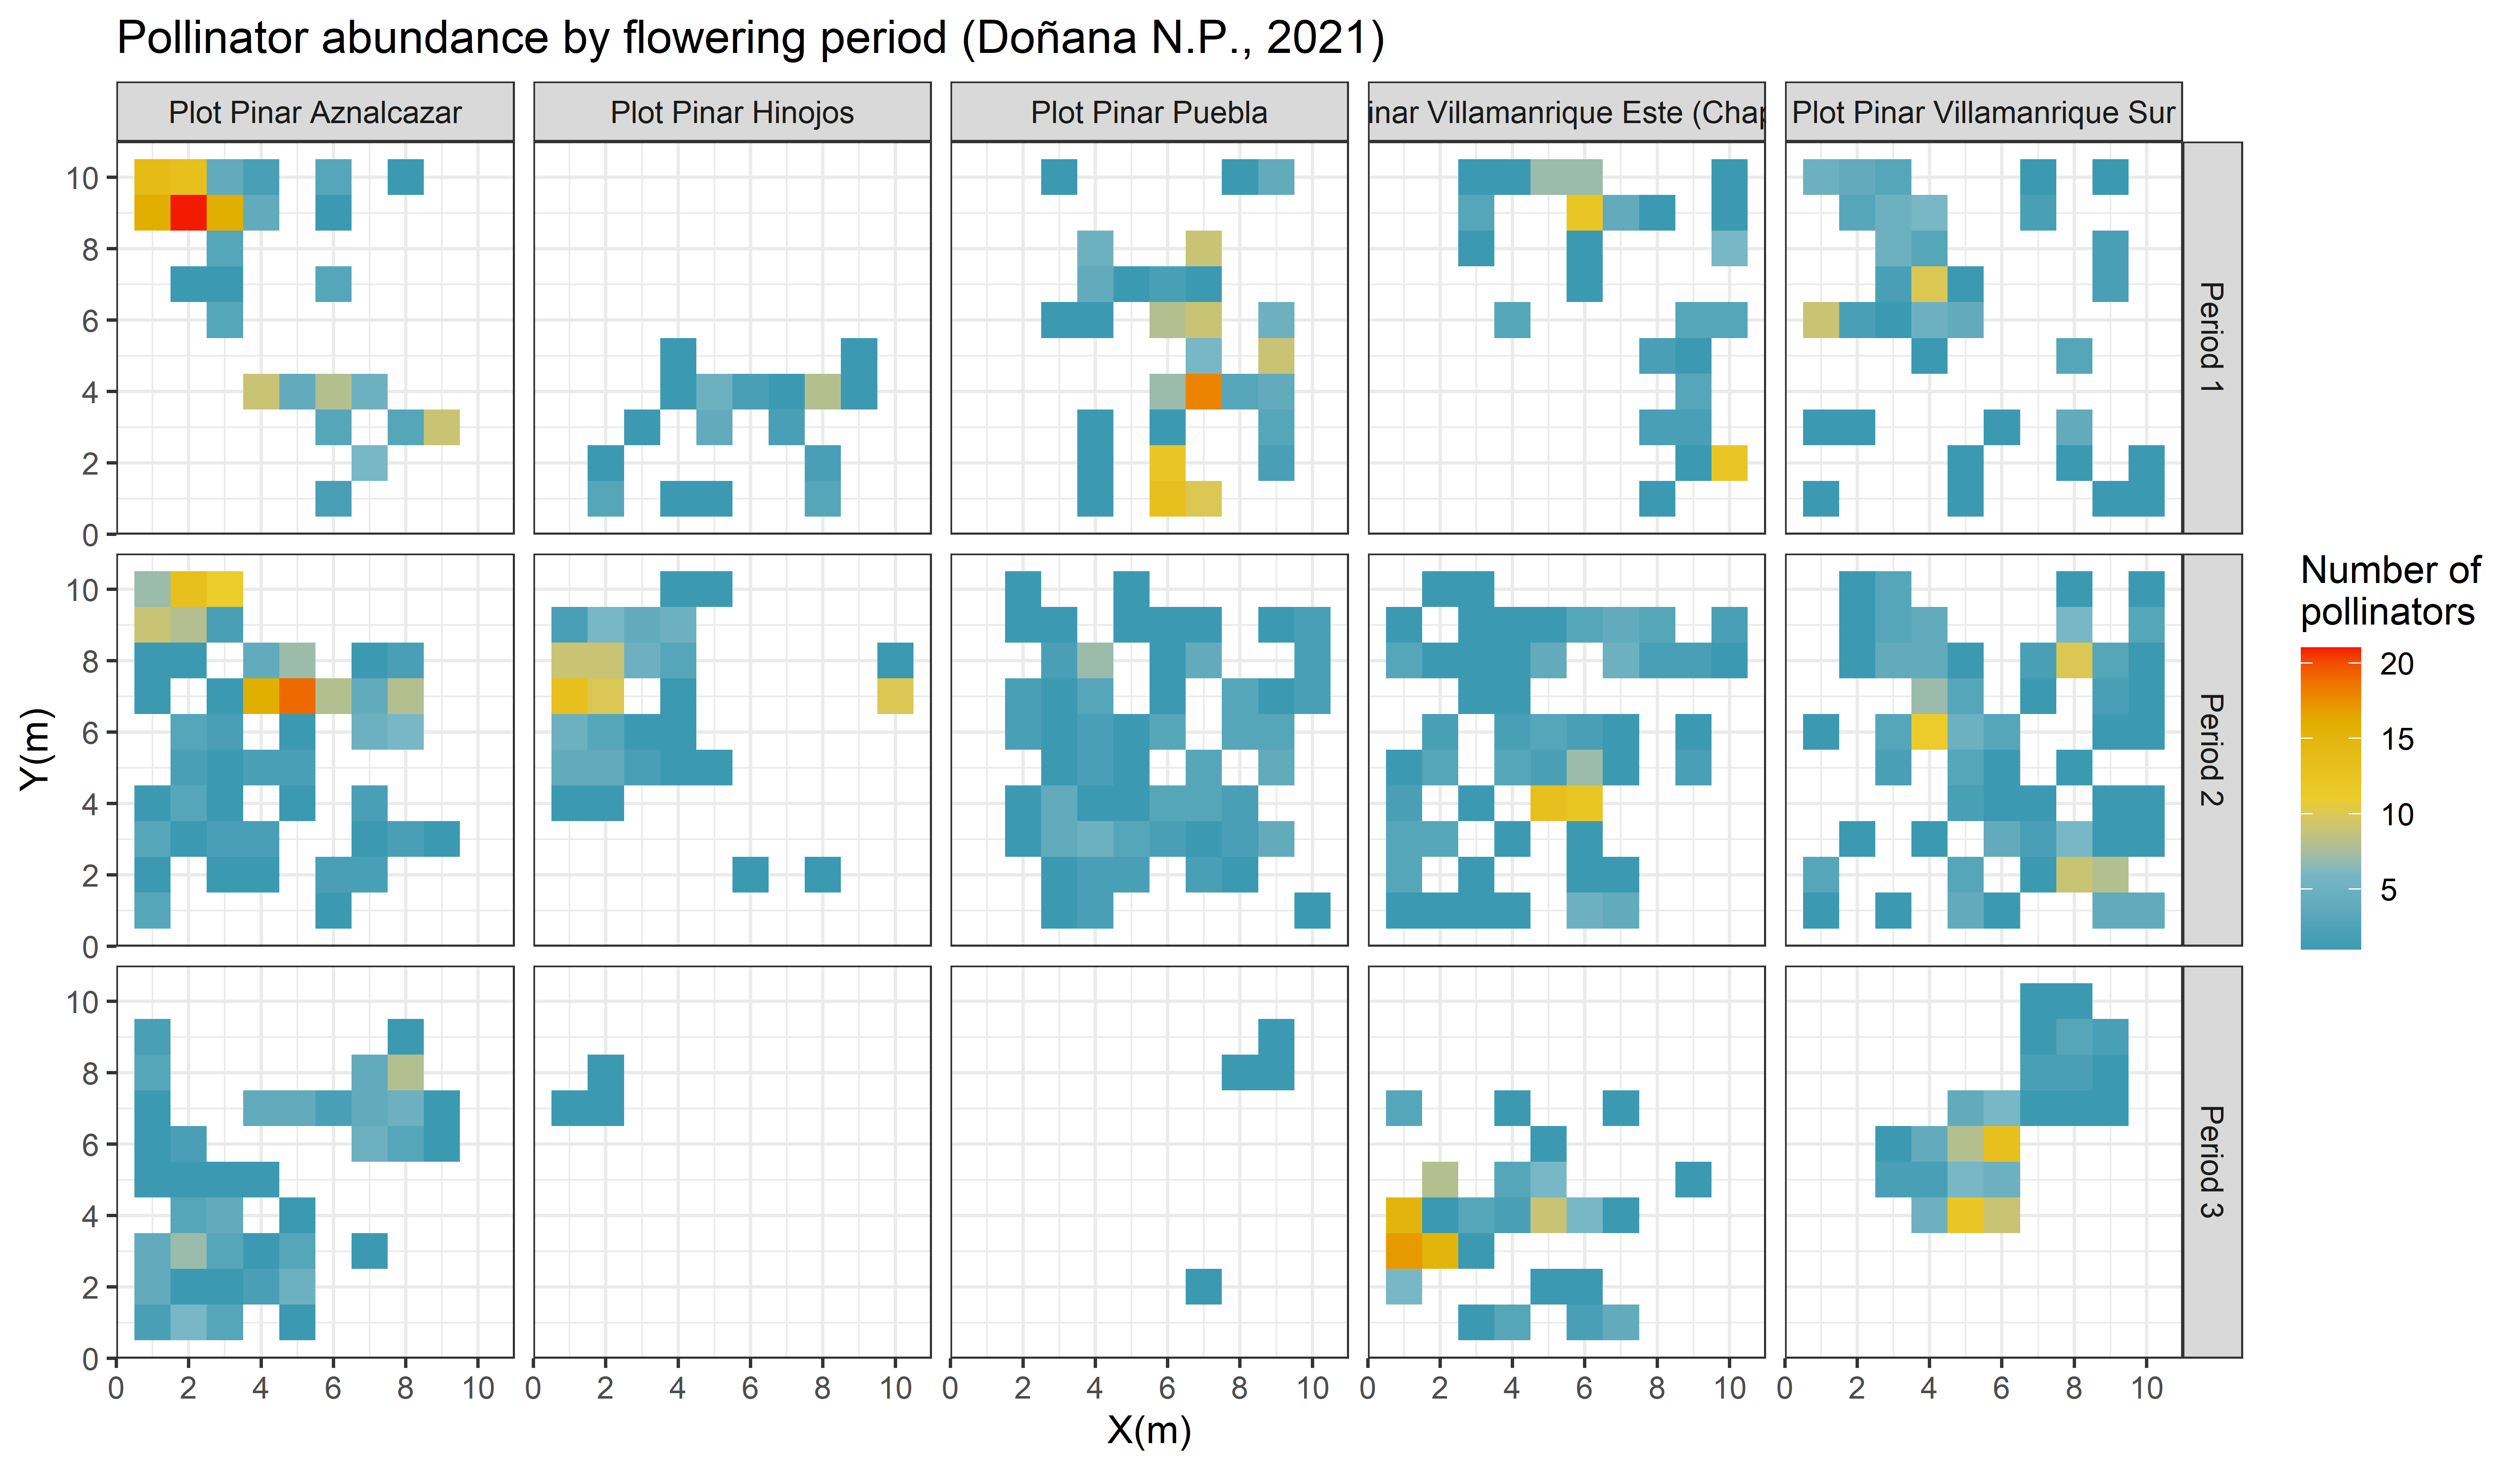 Pollinator abundance by flowering period (Doñana N.P., 2021)
Plot Pinar Aznalcazar
Plot Pinar Hinojos
Plot Pinar Puebla
inar Villamanrique Este (Chap
Plot Pinar Villamanrique Sur
10
8
6
4
2
0
Period 1
10
8
6
4
2
0
Period 2
10
8
6
4
2
0
Period 3
Y(m)
0 2 4 6 8 10
0 2 4 6 8 10
0 2 4 6 8 10
0 2 4 6 8 10
0 2 4 6 8 10
X(m)
Number of
pollinators
20
15
10
5